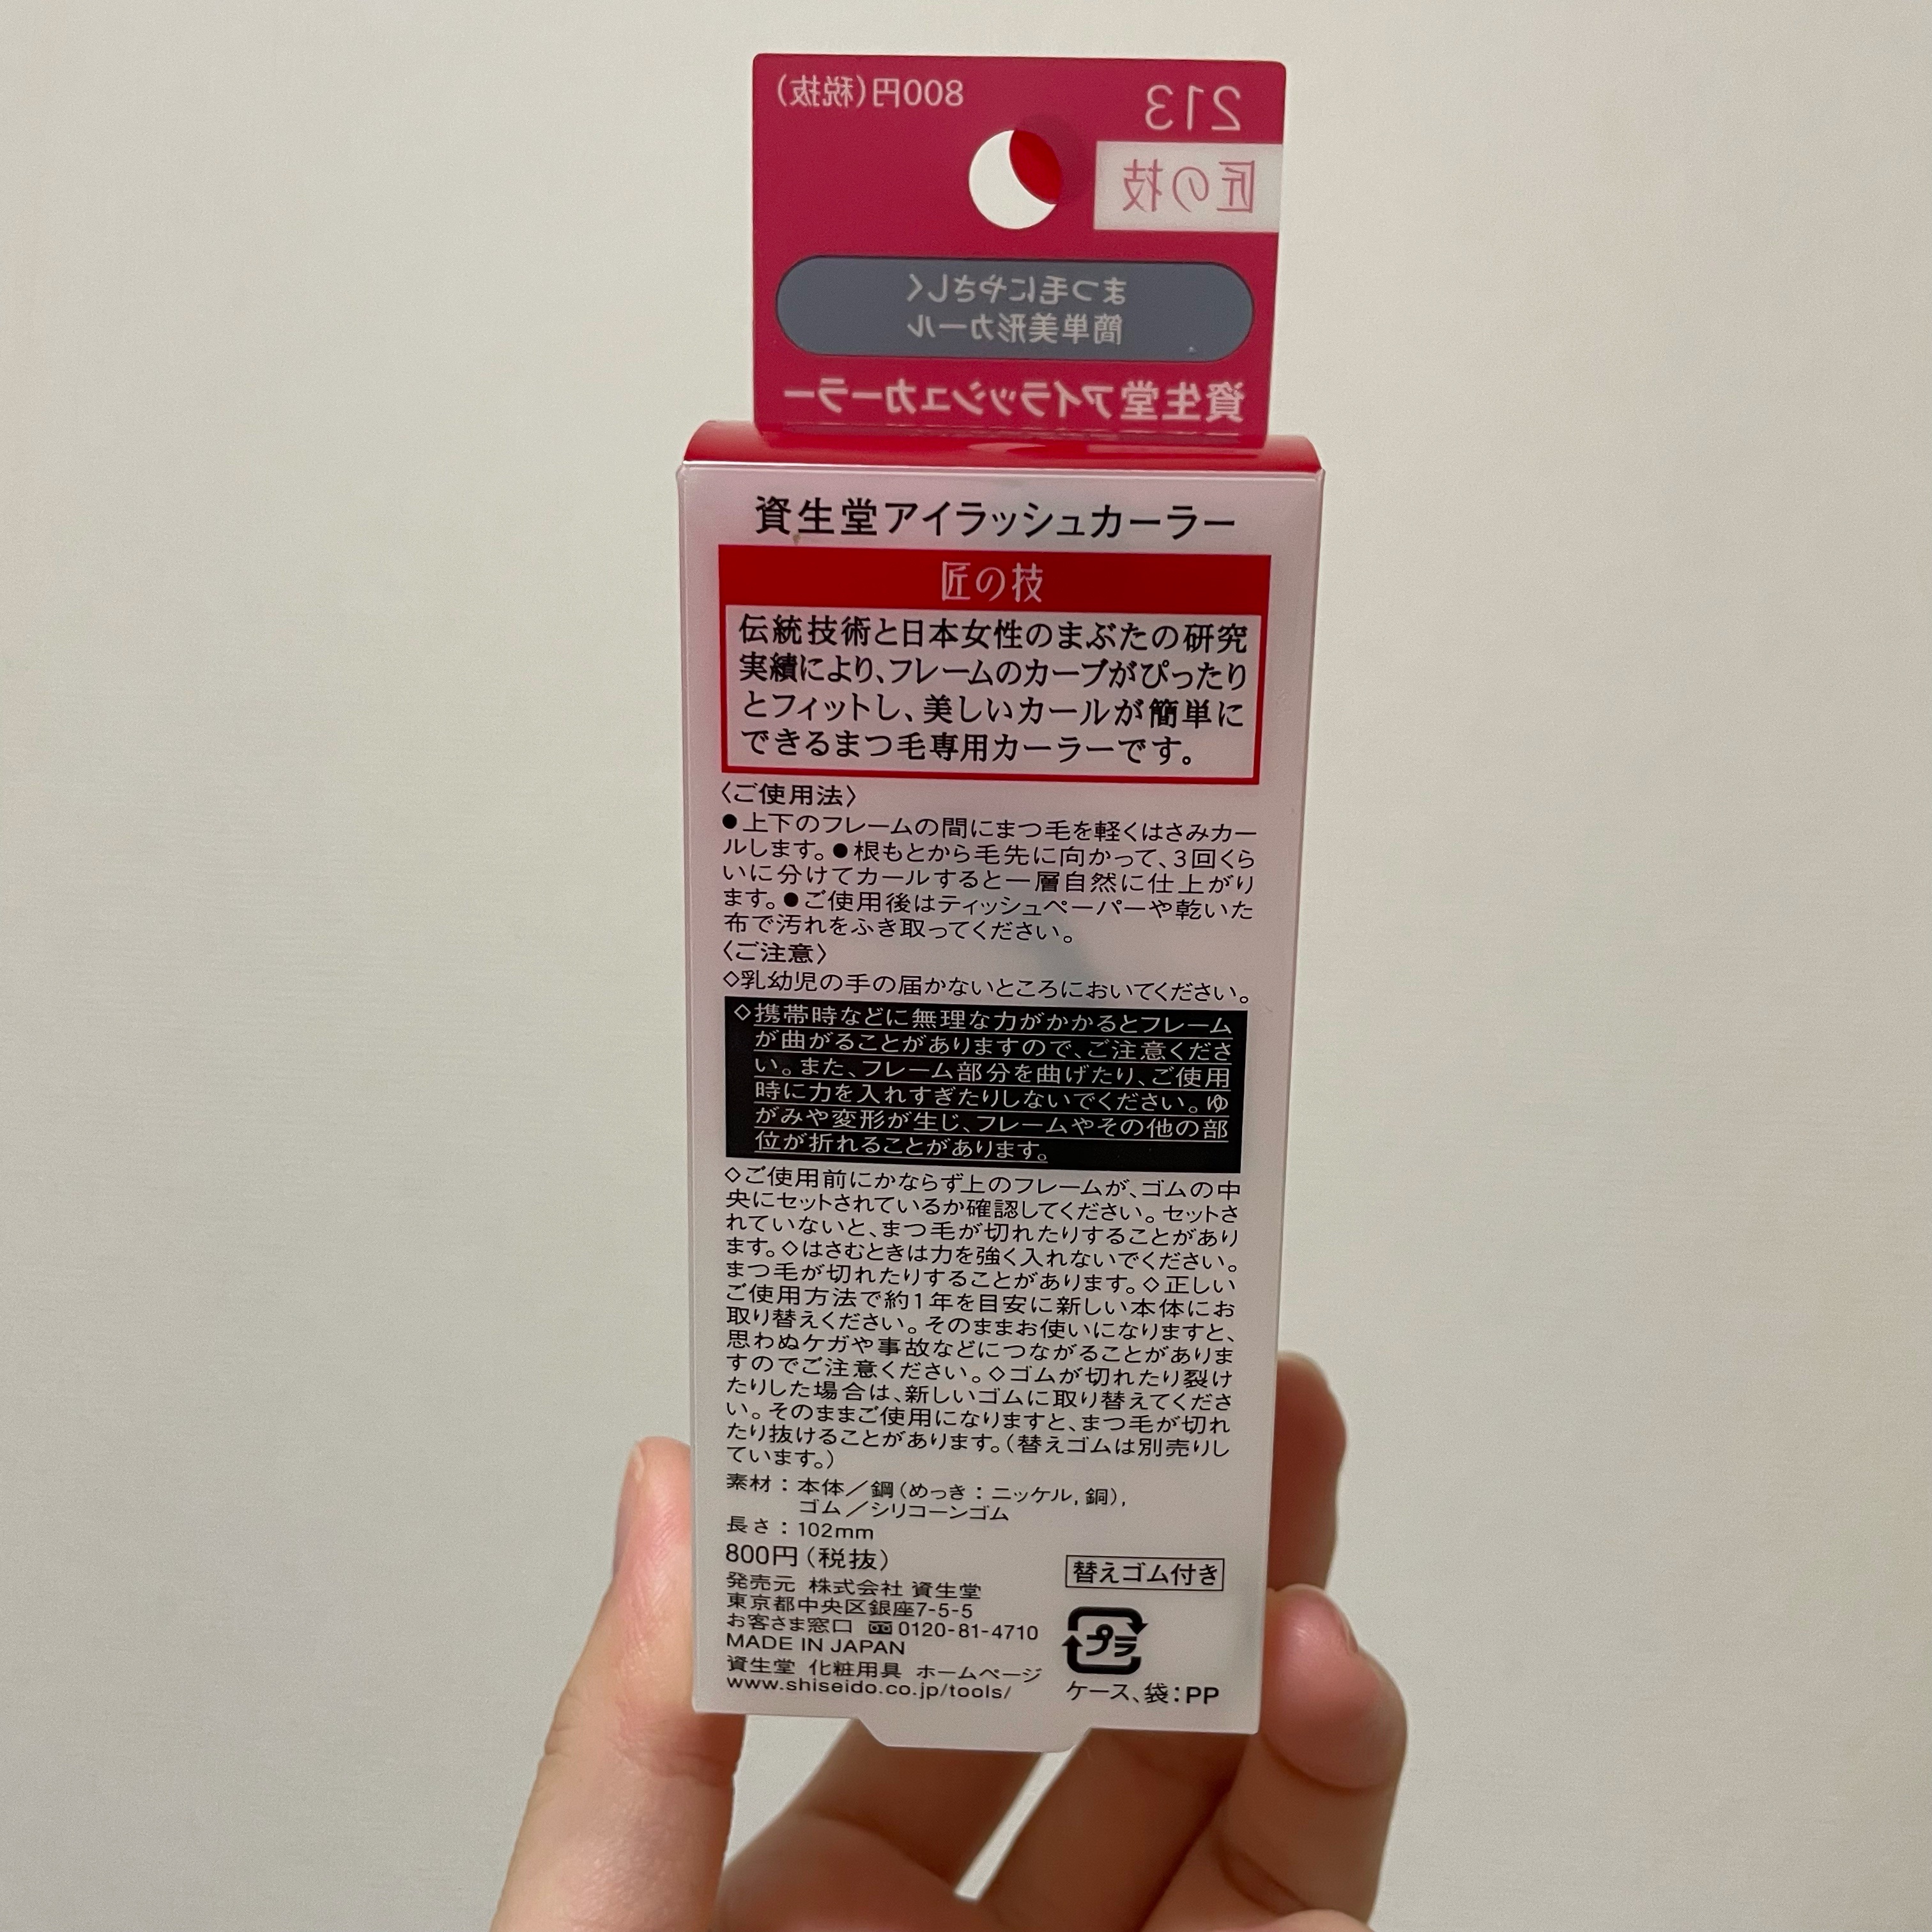 800円(税抜)
213
匠の技
まつ毛にやさしく
簡単美形カール
資生堂アイラッシュカーラー
資生堂アイラッシュカーラー
匠の技
伝統技術と日本女性のまぶたの研究
実績により、フレームのカーブがぴったり
とフィットし、美しいカールが簡単に
できるまつ毛専用カーラーです。
〈ご使用法〉
●上下のフレームの間にまつ毛を軽くはさみカー
ルします。●根もとから毛先に向かって、3回くら
いに分けてカールすると一層自然に仕上がり
ます。●ご使用後はティッシュペーパーや乾いた
布で汚れをふき取ってください。
〈ご注意〉
◇乳幼児の手の届かないところにおいてください。
◇携帯時などに無理な力がかかるとフレーム
が曲がることがありますので、ご注意くださ
い。また、フレーム部分を曲げたり、ご使用
時に力を入れすぎたりしないでください。ゆ
がみや変形が生じ、フレームやその他の部
位が折れることがあります。
◇ご使用前にかならず上のフレームが、ゴムの中
央にセットされているか確認してください。セットさ
れていないと、まつ毛が切れたりすることがあり
ます。◇はさむときは力を強く入れないでください。
まつ毛が切れたりすることがあります。◇正しい
ご使用方法で約1年を目安に新しい本体にお
取り替えください。そのままお使いになりますと、
思わぬケガや事故などにつながることがありま
すのでご注意ください。◇ゴムが切れたり裂け
たりした場合は、新しいゴムに取り替えてくださ
い。そのままご使用になりますと、まつ毛が切れ
たり抜けることがあります。(替えゴムは別売りし
ています。)
素材：本体／鋼(めっき：ニッケル,銅),
ゴム／シリコーンゴム
長さ：102mm
800円(税抜)
発売元 株式会社 資生堂
東京都中央区銀座7-5-5
お客さま窓口 0120-81-4710
MADE IN JAPAN
資生堂 化粧用具 ホームページ
www.shiseido.co.jp/tools/
替えゴム付き
プラ
ケース、袋：PP